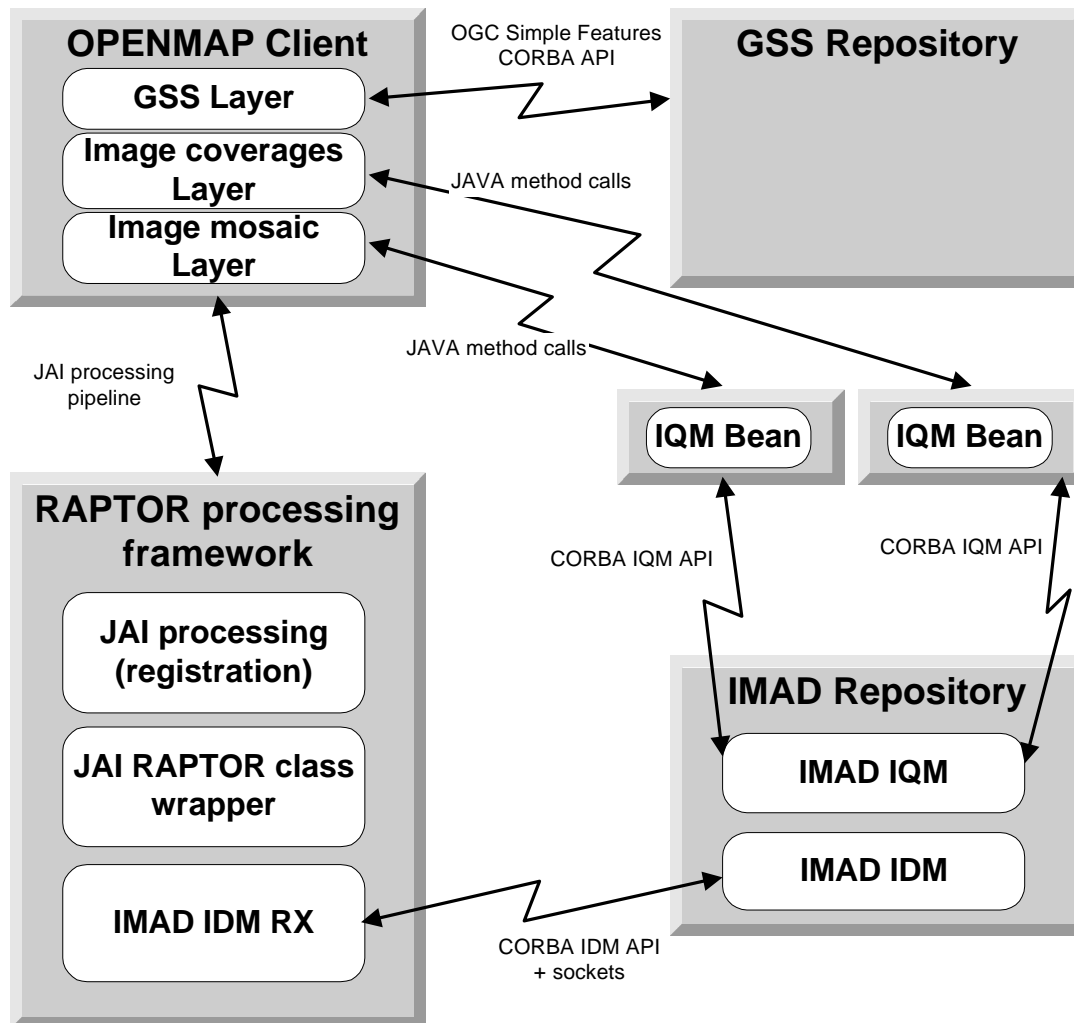 OPENMAP Client
GSS Layer
Image coverages
Layer
Image mosaic
Layer
OGC Simple Features
CORBA API
GSS Repository
JAVA method calls
JAVA method calls
JAI processing
pipeline
IQM Bean
IQM Bean
RAPTOR processing
framework
JAI processing
(registration)
JAI RAPTOR class
wrapper
IMAD IDM RX
CORBA IQM API
CORBA IQM API
IMAD Repository
IMAD IQM
IMAD IDM
CORBA IDM API
+ sockets